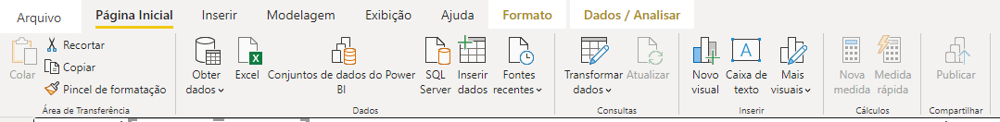 Arquivo Página Inicial Inserir Modelagem Exibição Ajuda Formato Dados / Analisar
Colar
Recortar
Copiar
Pincel de formatação
Área de Transferência
Obter
dados
Excel
Conjuntos de dados do Power
BI
SQL
Server
Inserir
dados
Fontes
recentes
Dados
Transformar
dados
Atualizar
Consultas
Novo
visual
Caixa de
texto
Mais
visuais
Inserir
Nova
medida
Medida
rápida
Cálculos
Publicar
Compartilhar